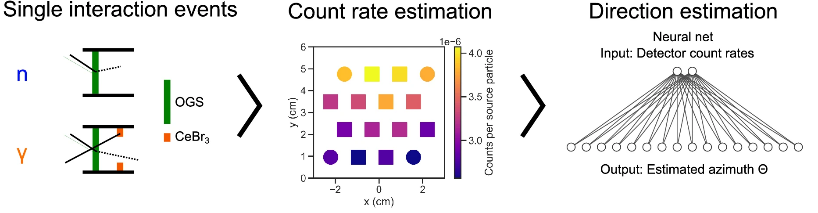 Single interaction events
n
γ
OGS
CeBr3
Count rate estimation
1e−6
6
5
4
3
2
1
0
y (cm)
−2
0
2
x (cm)
4.0
3.5
3.0
Counts per source particle
Direction estimation
Neural net
Input: Detector count rates
Output: Estimated azimuth Θ